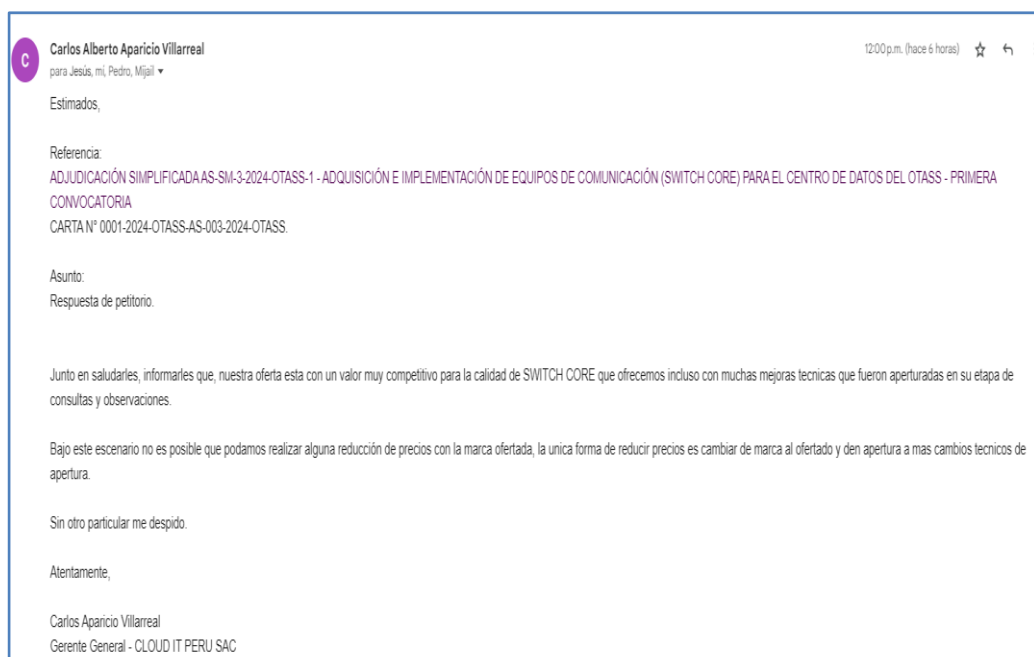 C
Carlos Alberto Aparicio Villarreal
12:00 p.m. (hace 6 horas)
para Jesús, mí, Pedro, Mijaíl
Estimados,
Referencia:
ADJUDICACIÓN SIMPLIFICADA AS-SM-3-2024-OTASS-1 - ADQUISICIÓN E IMPLEMENTACIÓN DE EQUIPOS DE COMUNICACIÓN (SWITCH CORE) PARA EL CENTRO DE DATOS DEL OTASS - PRIMERA
CONVOCATORIA
CARTA N° 0001-2024-OTASS-AS-003-2024-OTASS.
Asunto:
Respuesta de petitorio.
Junto en saludarles, informarles que, nuestra oferta esta con un valor muy competitivo para la calidad de SWITCH CORE que ofrecemos incluso con muchas mejoras tecnicas que fueron aperturadas en su etapa de
consultas y observaciones.
Bajo este escenario no es posible que podamos realizar alguna reducción de precios con la marca ofertada, la unica forma de reducir precios es cambiar de marca al ofertado y den apertura a mas cambios tecnicos de
apertura.
Sin otro particular me despido.
Atentamente,
Carlos Aparicio Villarreal
Gerente General - CLOUD IT PERU SAC